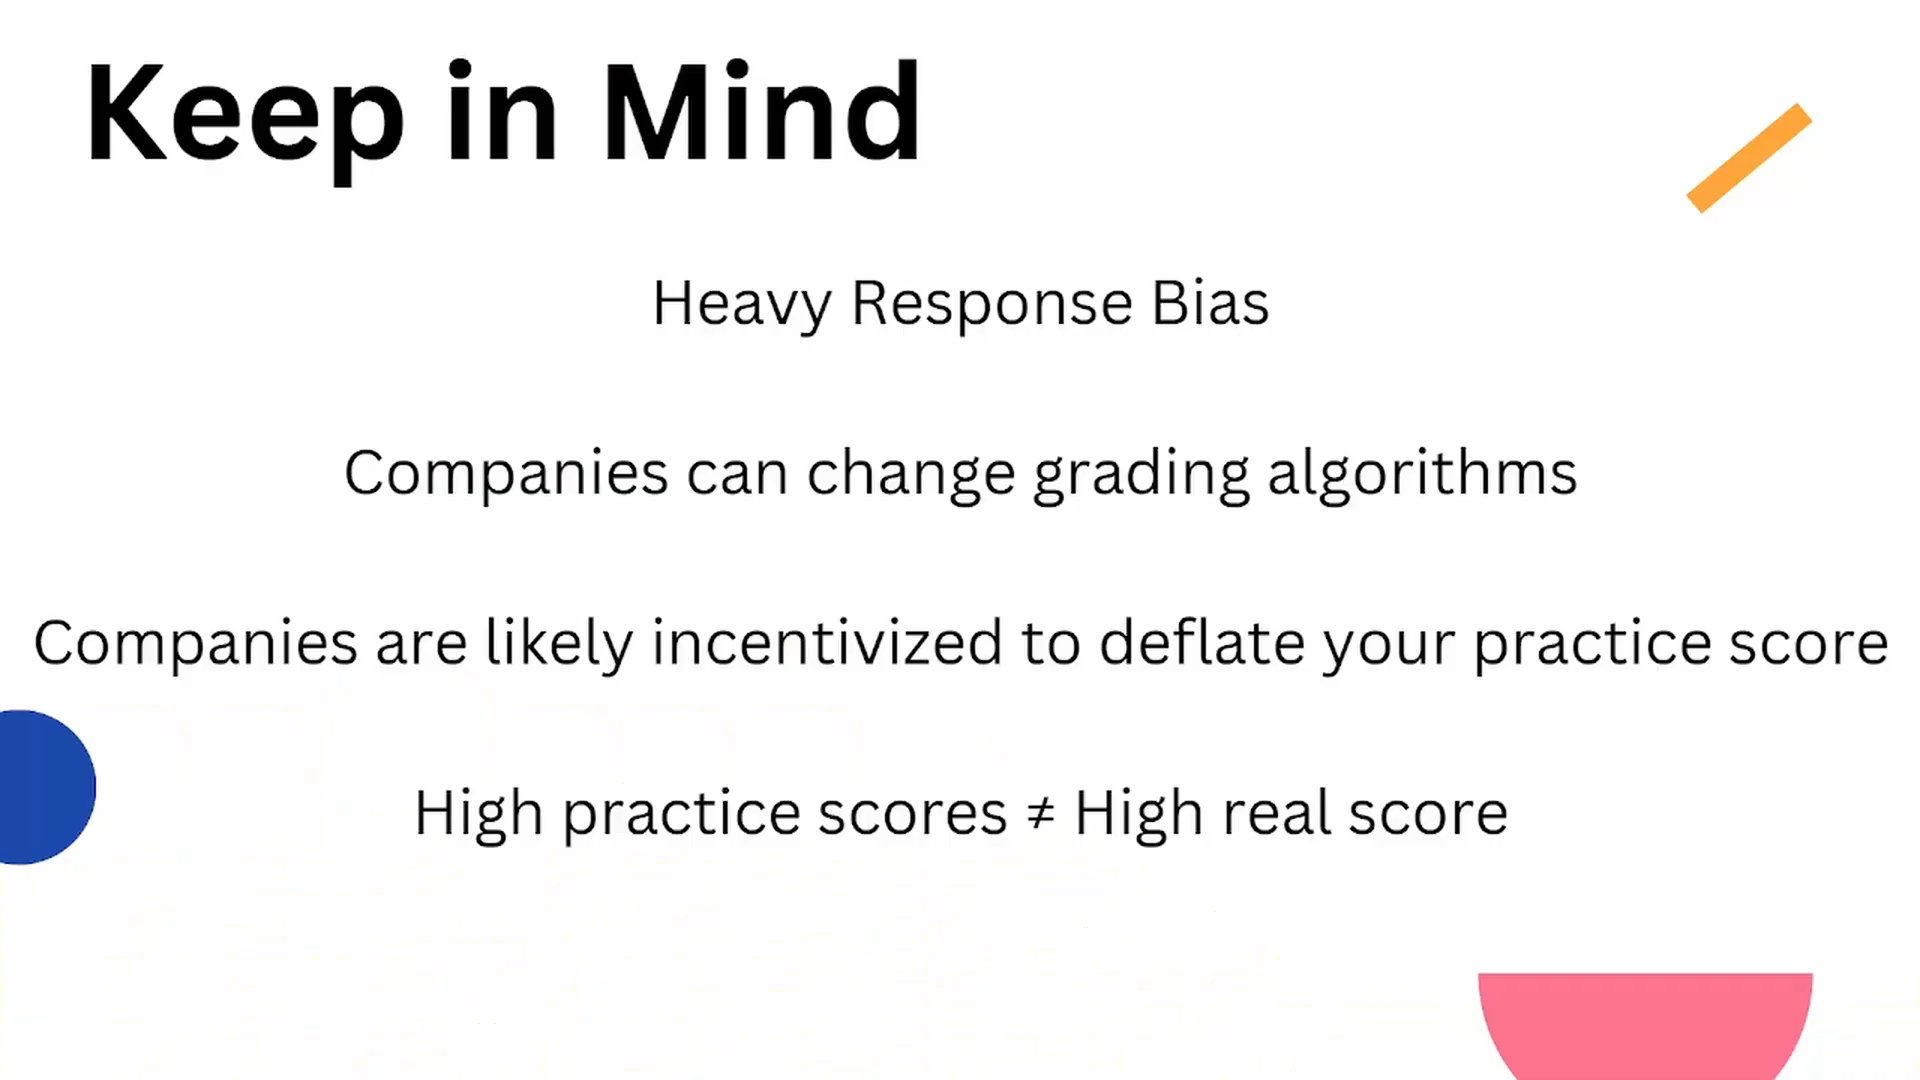 Keep in Mind
Heavy Response Bias
Companies can change grading algorithms
Companies are likely incentivized to deflate your practice score
High practice scores ≠ High real score